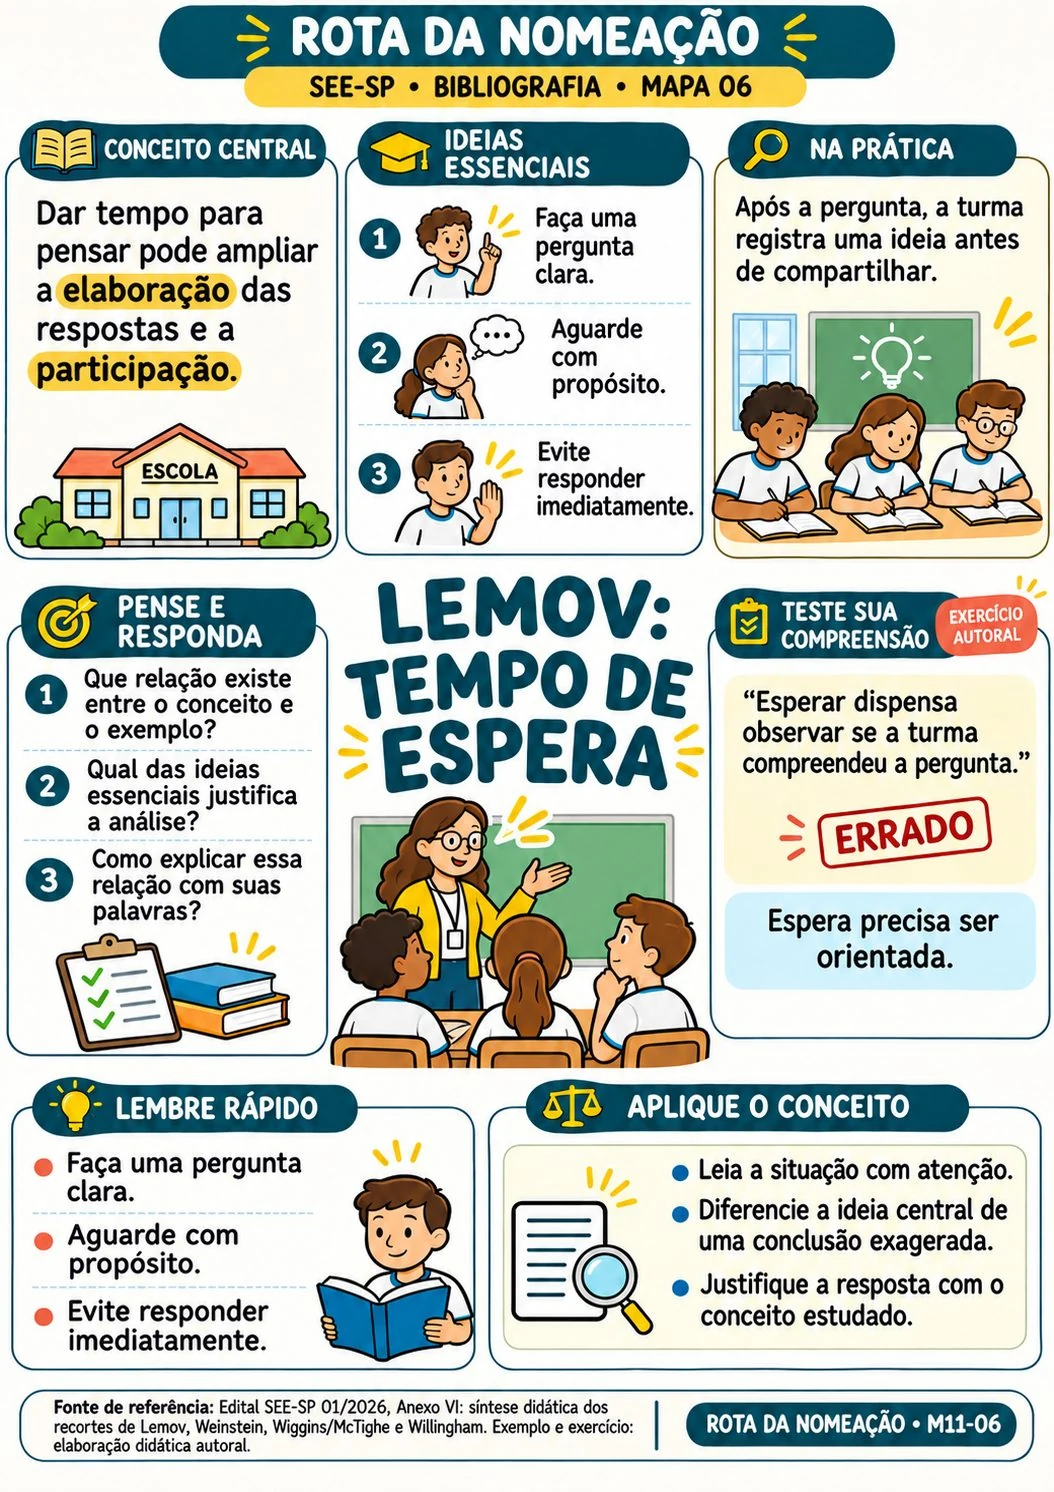 ROTA DA NOMEAÇÃO
SEE-SP • BIBLIOGRAFIA • MAPA 06
CONCEITO CENTRAL
Dar tempo para
pensar pode ampliar
a elaboração das
respostas e a
participação.
ESCOLA
IDEIAS
ESSENCIAIS
1
Faça uma
pergunta
clara.
2
Aguarde
com
propósito.
3
Evite
responder
imediatamente.
NA PRÁTICA
Após a pergunta, a turma
registra uma ideia antes
de compartilhar.
PENSE E
RESPONDA
1
Que relação existe
entre o conceito e
o exemplo?
2
Qual das ideias
essenciais justifica
a análise?
3
Como explicar essa
relação com suas
palavras?
LEMOV:
TEMPO DE
ESPERA
TESTE SUA
COMPREENSÃO
EXERCÍCIO
AUTORAL
“Esperar dispensa
observar se a turma
compreendeu a pergunta.”
ERRADO
Espera precisa ser
orientada.
LEMBRE RÁPIDO
Faça uma pergunta
clara.
Aguarde com
propósito.
Evite responder
imediatamente.
APLIQUE O CONCEITO
Leia a situação com atenção.
Diferencie a ideia central de
uma conclusão exagerada.
Justifique a resposta com o
conceito estudado.
Fonte de referência: Edital SEE-SP 01/2026, Anexo VI: síntese didática dos
recortes de Lemov, Weinstein, Wiggins/McTighe e Willingham. Exemplo e exercício:
elaboração didática autoral.
ROTA DA NOMEAÇÃO • M11-06